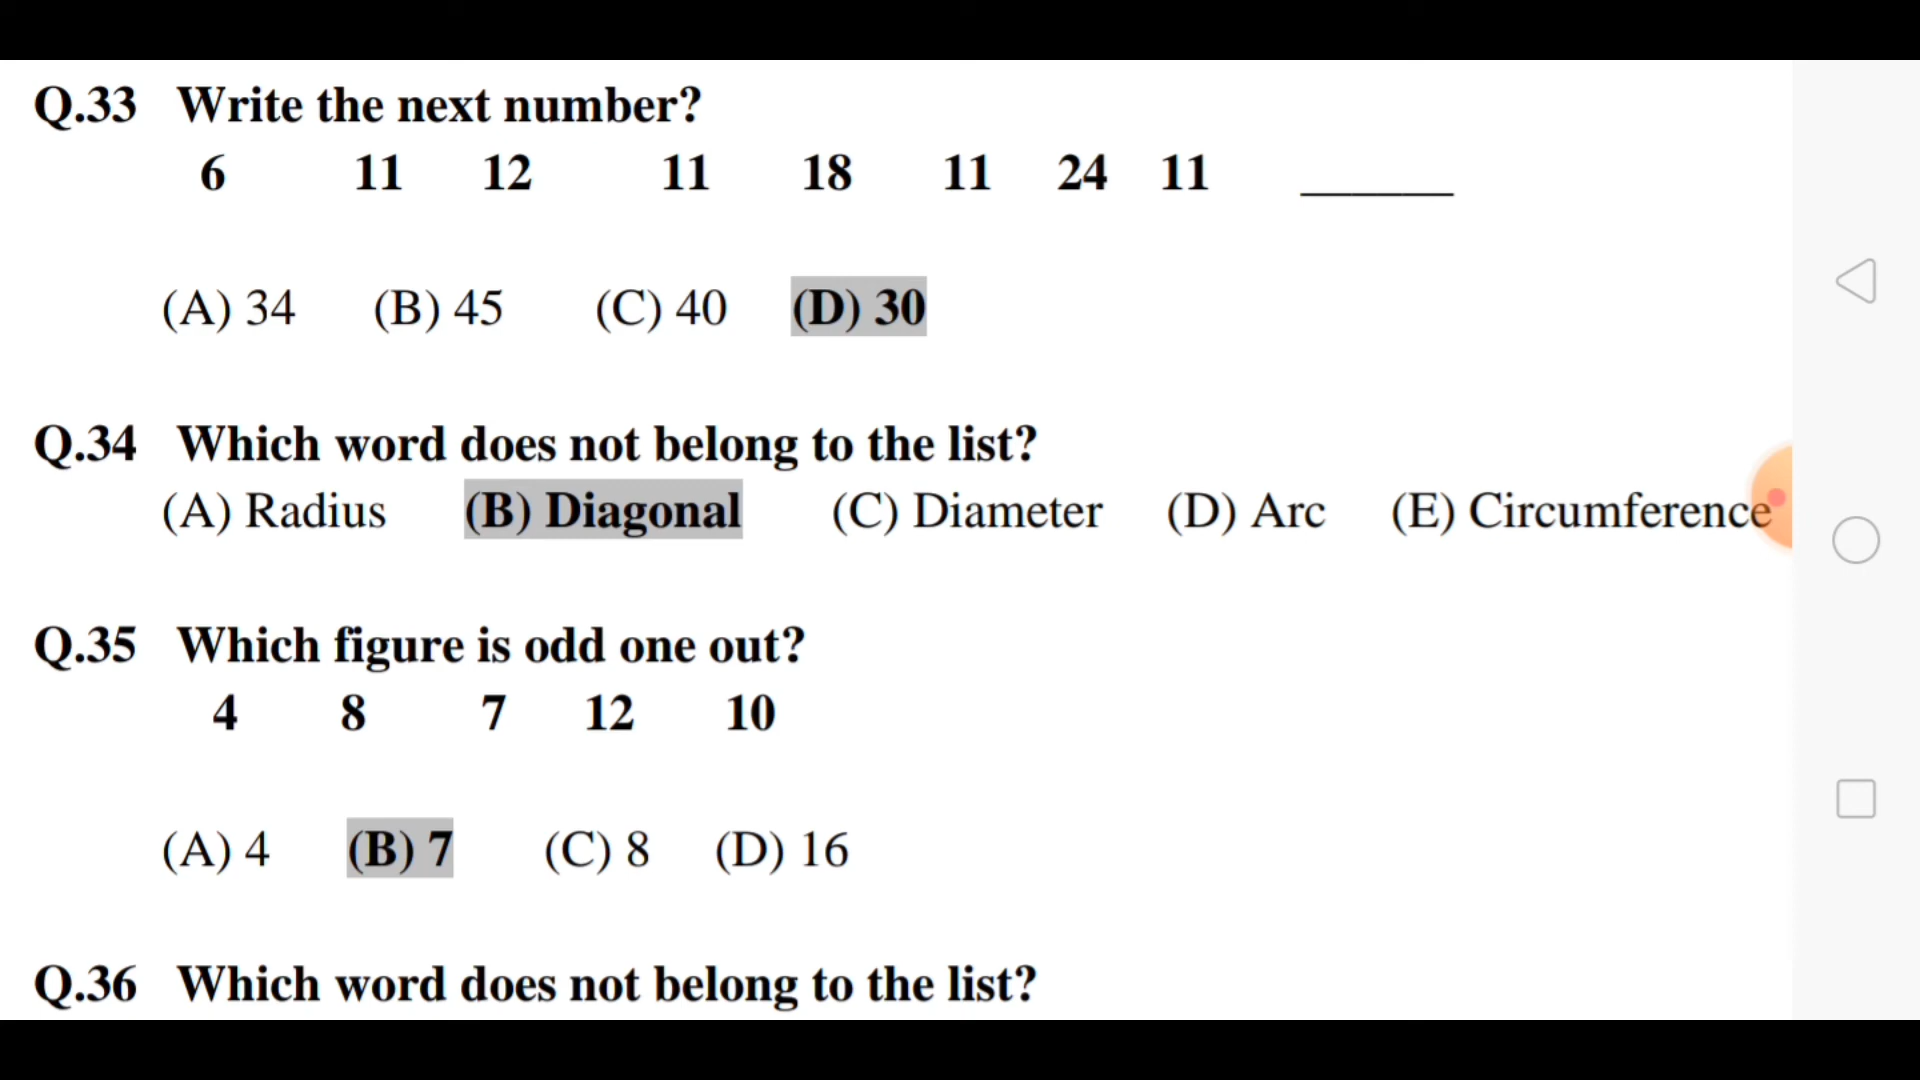 Q.33 Write the next number?
6 11 12 11 18 11 24 11 ______
(A) 34 (B) 45 (C) 40 (D) 30
Q.34 Which word does not belong to the list?
(A) Radius (B) Diagonal (C) Diameter (D) Arc (E) Circumference
Q.35 Which figure is odd one out?
4 8 7 12 10
(A) 4 (B) 7 (C) 8 (D) 16
Q.36 Which word does not belong to the list?